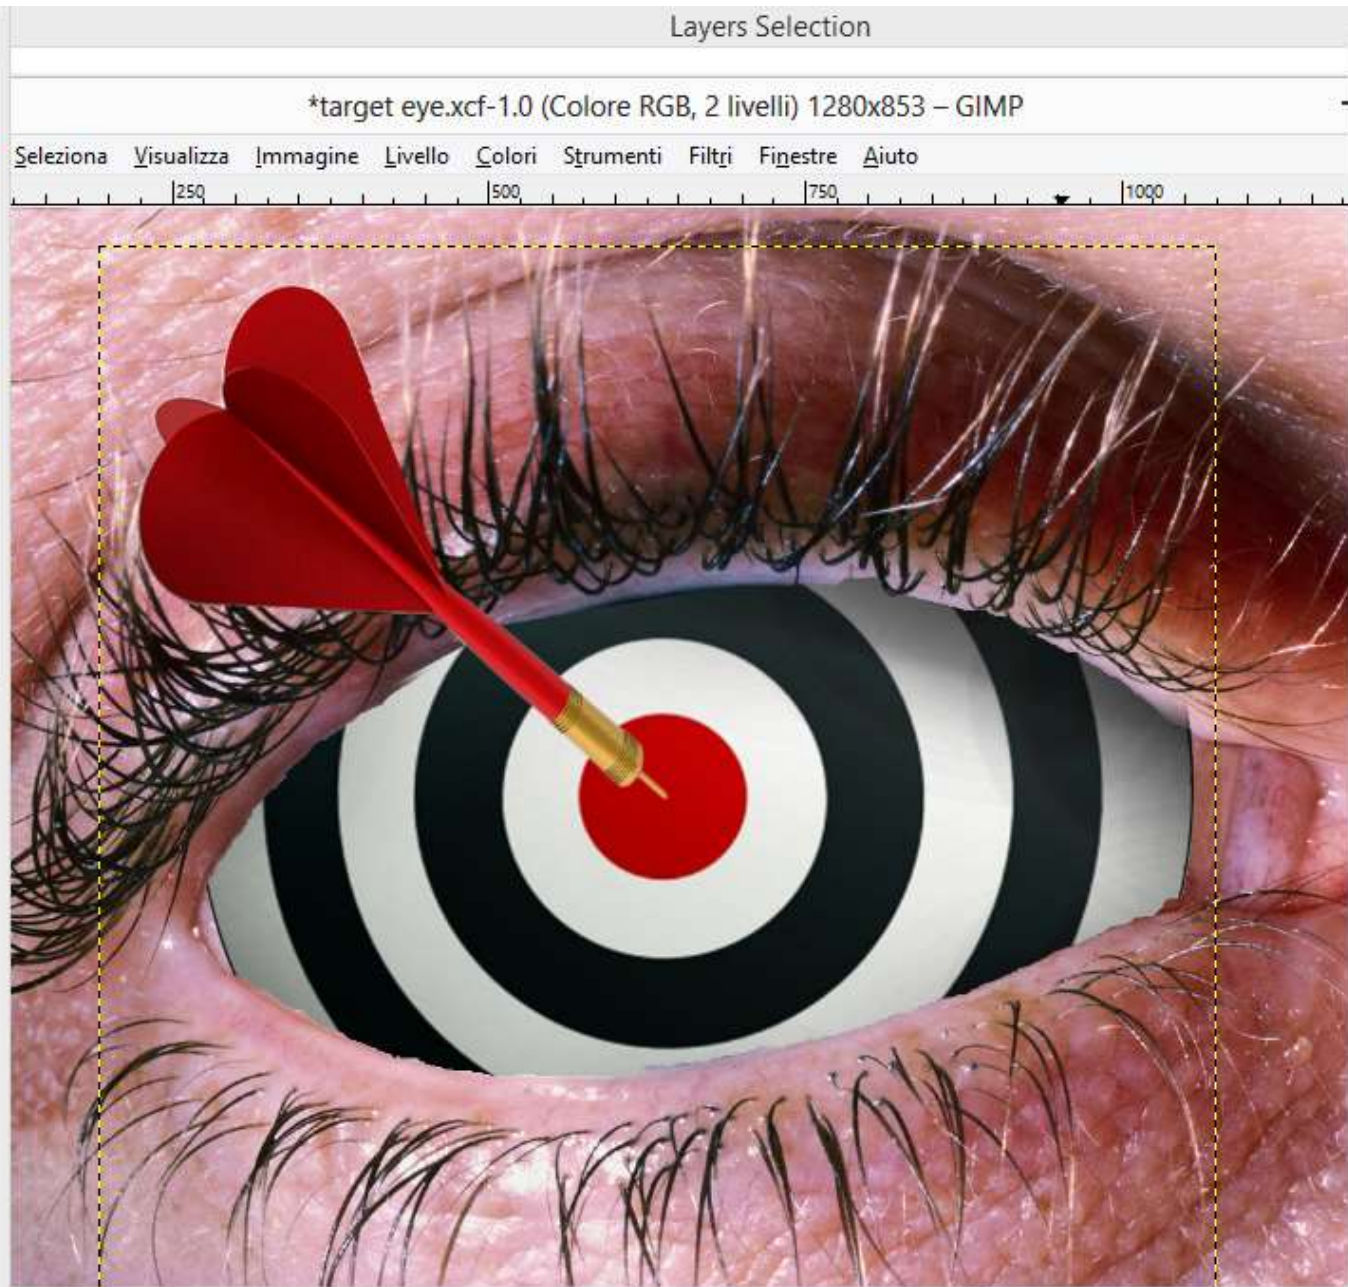 Layers Selection
*target eye.xcf-1.0 (Colore RGB, 2 livelli) 1280x853 – GIMP
Seleziona Visualizza Immagine Livello Colori Strumenti Filtri Finestre Aiuto
250 500 750 1000